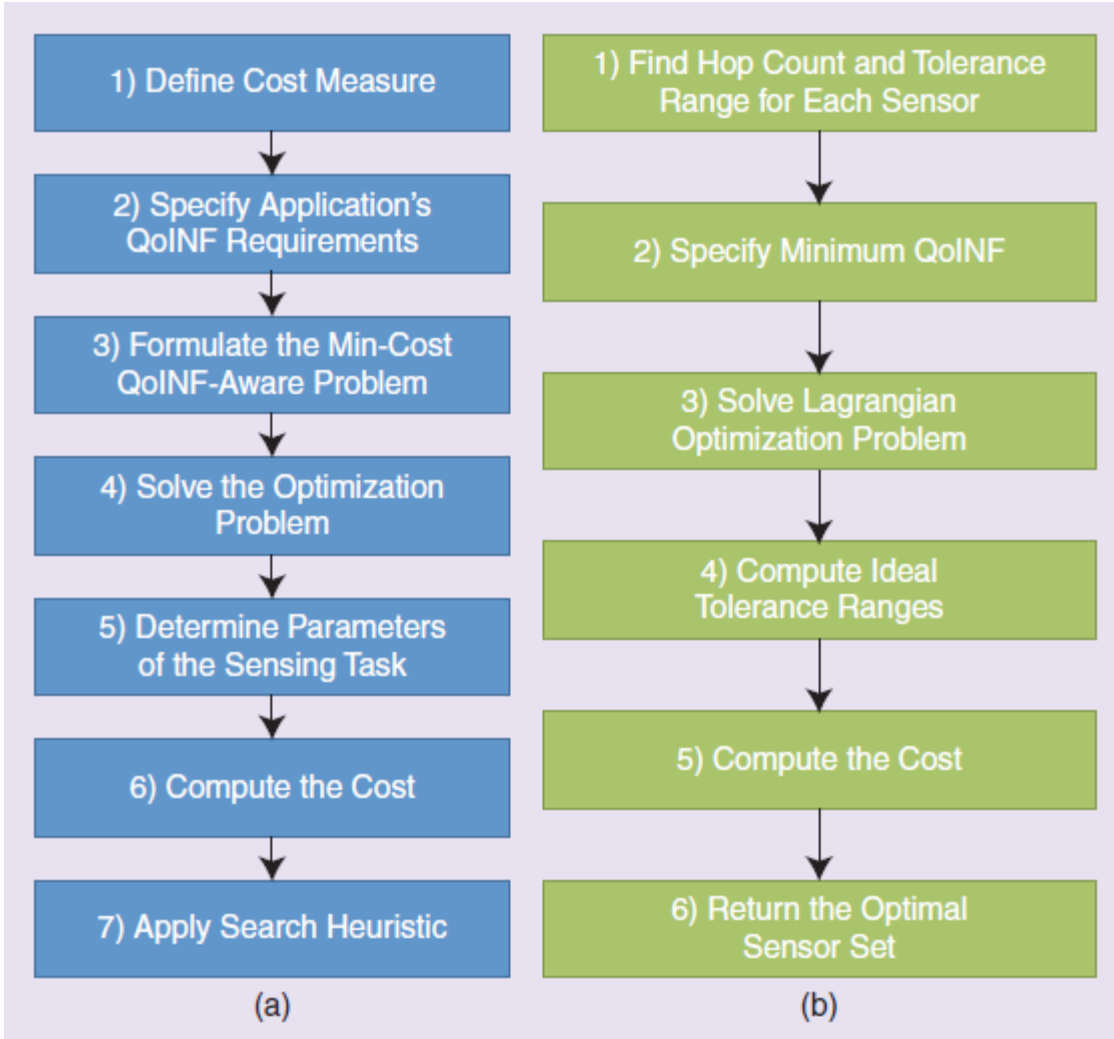 1) Define Cost Measure
2) Specify Application's
QoINF Requirements
3) Formulate the Min-Cost
QoINF-Aware Problem
4) Solve the Optimization
Problem
5) Determine Parameters
of the Sensing Task
6) Compute the Cost
7) Apply Search Heuristic
(a)
1) Find Hop Count and Tolerance
Range for Each Sensor
2) Specify Minimum QoINF
3) Solve Lagrangian
Optimization Problem
4) Compute Ideal
Tolerance Ranges
5) Compute the Cost
6) Return the Optimal
Sensor Set
(b)